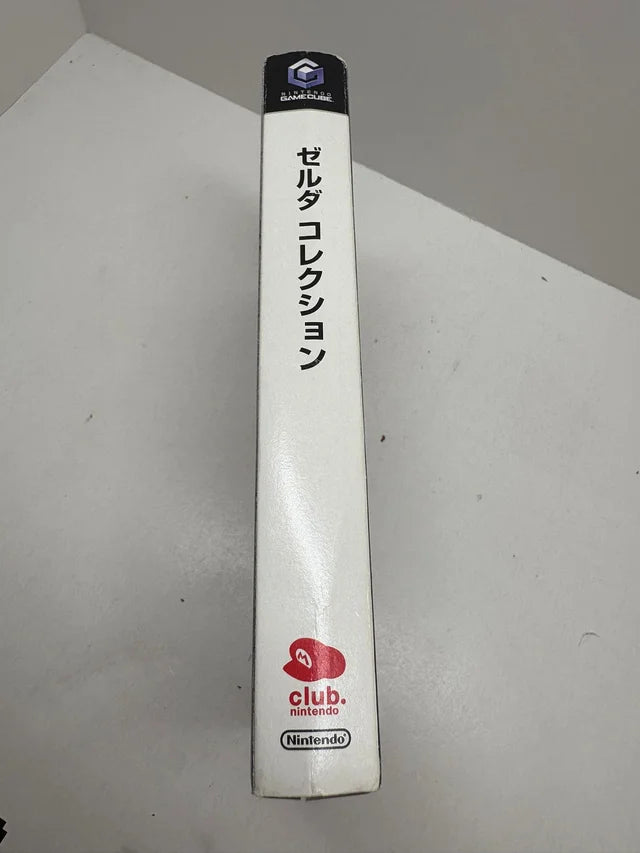 NINTENDO
GAMECUBE
ゼルダ コレクション
M
club.
nintendo
Nintendo